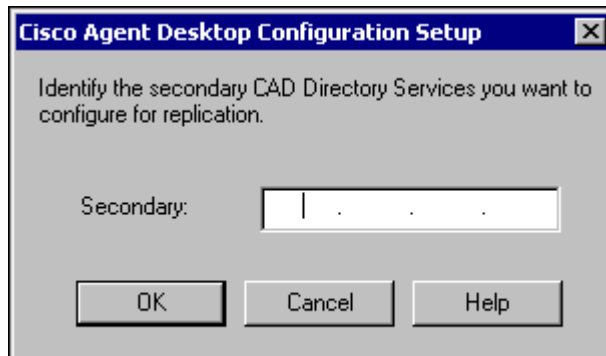 Cisco Agent Desktop Configuration Setup
Identify the secondary CAD Directory Services you want to
configure for replication.
Secondary:
. . .
OK Cancel Help